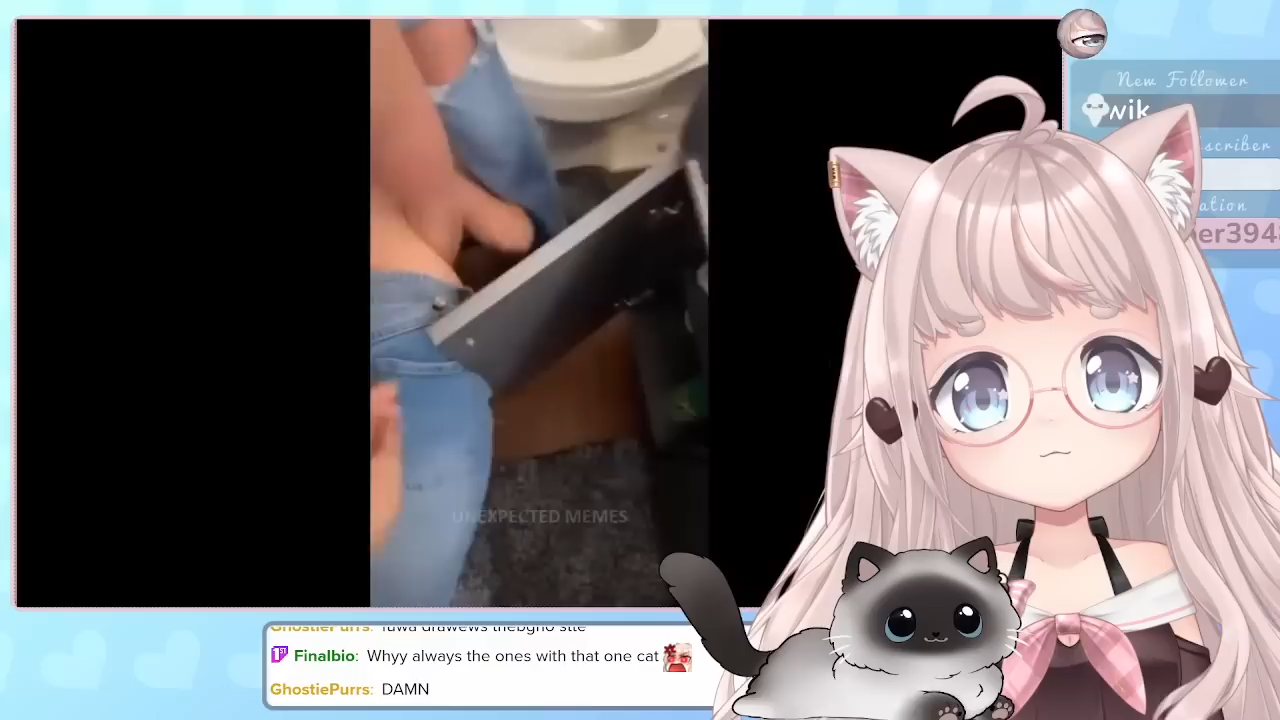 New Follower
nik
scriber
ation
er394
UNEXPECTED MEMES
GhostiePurrs:
Finalbio: Whyy always the ones with that one cat
GhostiePurrs: DAMN